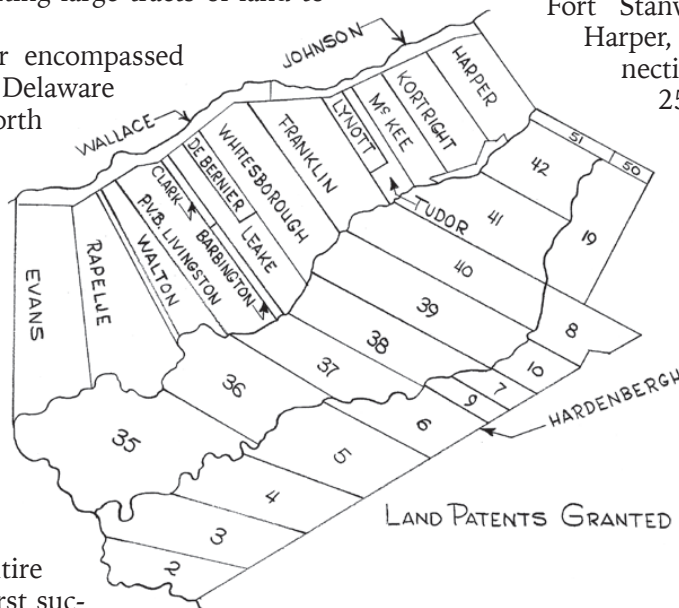 ting large tracts of land to
r encompassed
Delaware
orth
Fort Stanw
Harper,
necti
25
JOHNSON
WALLACE
HARPER
KORTRIGHT
McKEE
LYNOTT
FRANKLIN
WHITESBOROUGH
DE BERNIER
LEAKE
CLARK
BARBINGTON
P.V.B. LIVINGSTON
WALTON
RAPELJE
EVANS
TUDOR
51
50
42
41
19
40
39
38
37
36
35
8
10
7
9
6
5
4
3
2
HARDENBERGH
LAND PATENTS GRANTED
tire
rst suc-